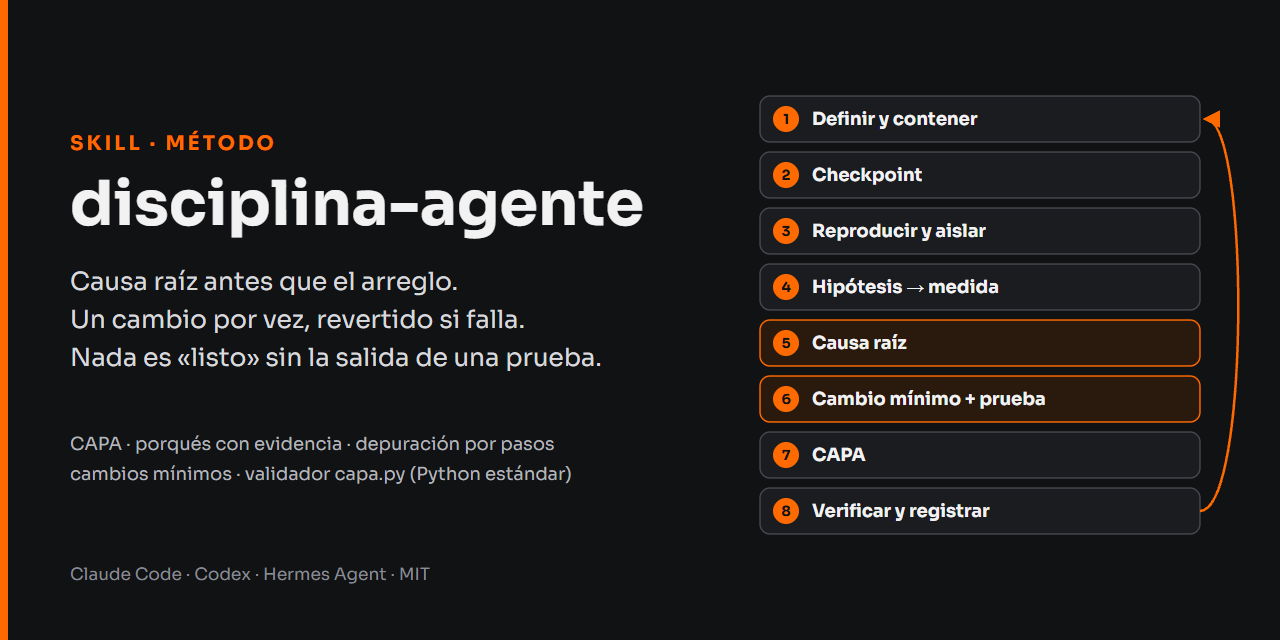 SKILL · MÉTODO
disciplina-agente
Causa raíz antes que el arreglo.
Un cambio por vez, revertido si falla.
Nada es «listo» sin la salida de una prueba.
CAPA · porqués con evidencia · depuración por pasos
cambios mínimos · validador capa.py (Python estándar)
Claude Code · Codex · Hermes Agent · MIT
1 Definir y contener
2 Checkpoint
3 Reproducir y aislar
4 Hipótesis → medida
5 Causa raíz
6 Cambio mínimo + prueba
7 CAPA
8 Verificar y registrar